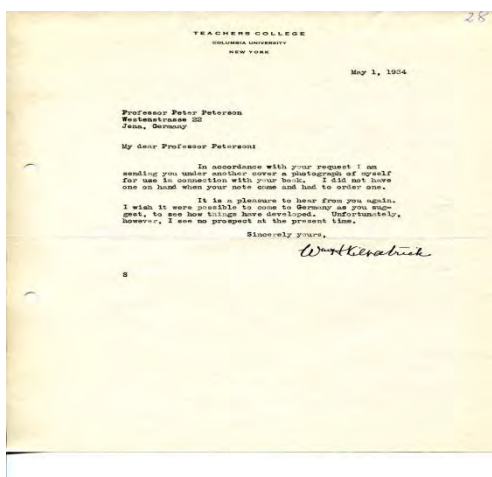 28
TEACHERS COLLEGE
COLUMBIA UNIVERSITY
NEW YORK
May 1, 1934
Professor Peter Peterson
Westenstrasse 22
Jena, Germany
My dear Professor Peterson:
In accordance with your request I am
sending you under another cover a photograph of myself
for use in connection with your book. I did not have
one on hand when your note came and had to order one.
It is a pleasure to hear from you again.
I wish it were possible to come to Germany as you sug-
gest, to see how things have developed. Unfortunately,
however, I see no prospect at the present time.
Sincerely yours,
Wm H Kilpatrick
S